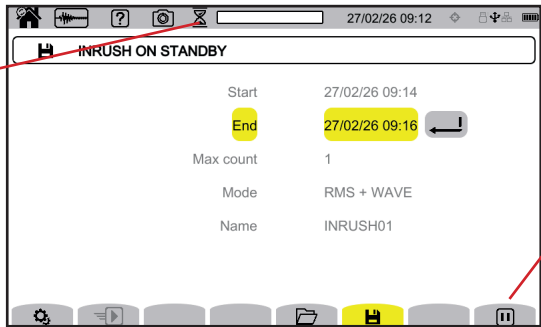 ? 27/02/26 09:12
INRUSH ON STANDBY
Start 27/02/26 09:14
End 27/02/26 09:16
Max count 1
Mode RMS + WAVE
Name INRUSH01